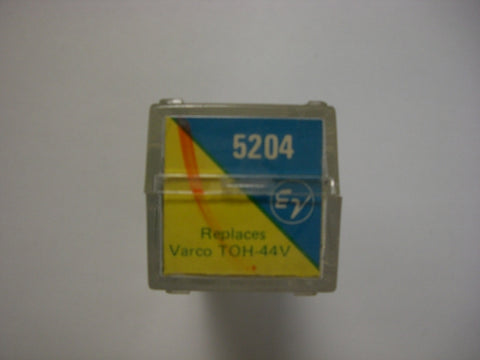 5204
EV
Replaces
Varco TOH-44V